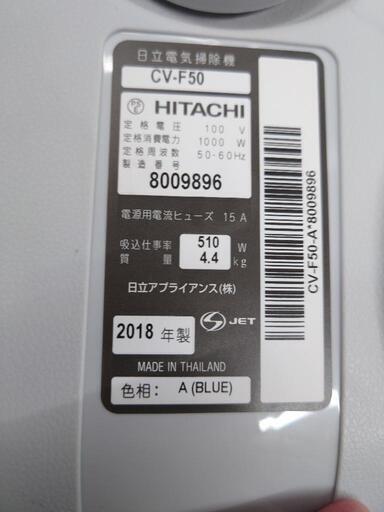 日立電気掃除機
CV-F50
HITACHI
定格電圧 100 V
定格消費電力 1000 W
定格周波数 50-60Hz
製造番号
8009896
電源用電流ヒューズ 15 A
吸込仕事率 510 W
質量 4.4 kg
日立アプライアンス(株)
2018 年製
JET
MADE IN THAILAND
色相: A (BLUE)
CV-F50-A*8009896